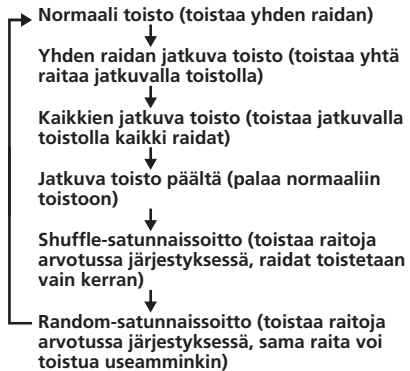 Normaali toisto (toistaa yhden raidan)
Yhden raidan jatkuva toisto (toistaa yhtä
raitaa jatkuvalla toistolla)
Kaikkien jatkuva toisto (toistaa jatkuvalla
toistolla kaikki raidat)
Jatkuva toisto päältä (palaa normaaliin
toistoon)
Shuffle-satunnaissoitto (toistaa raitoja
arvotussa järjestyksessä, raidat toistetaan
vain kerran)
Random-satunnaissoitto (toistaa raitoja
arvotussa järjestyksessä, sama raita voi
toistua useamminkin)